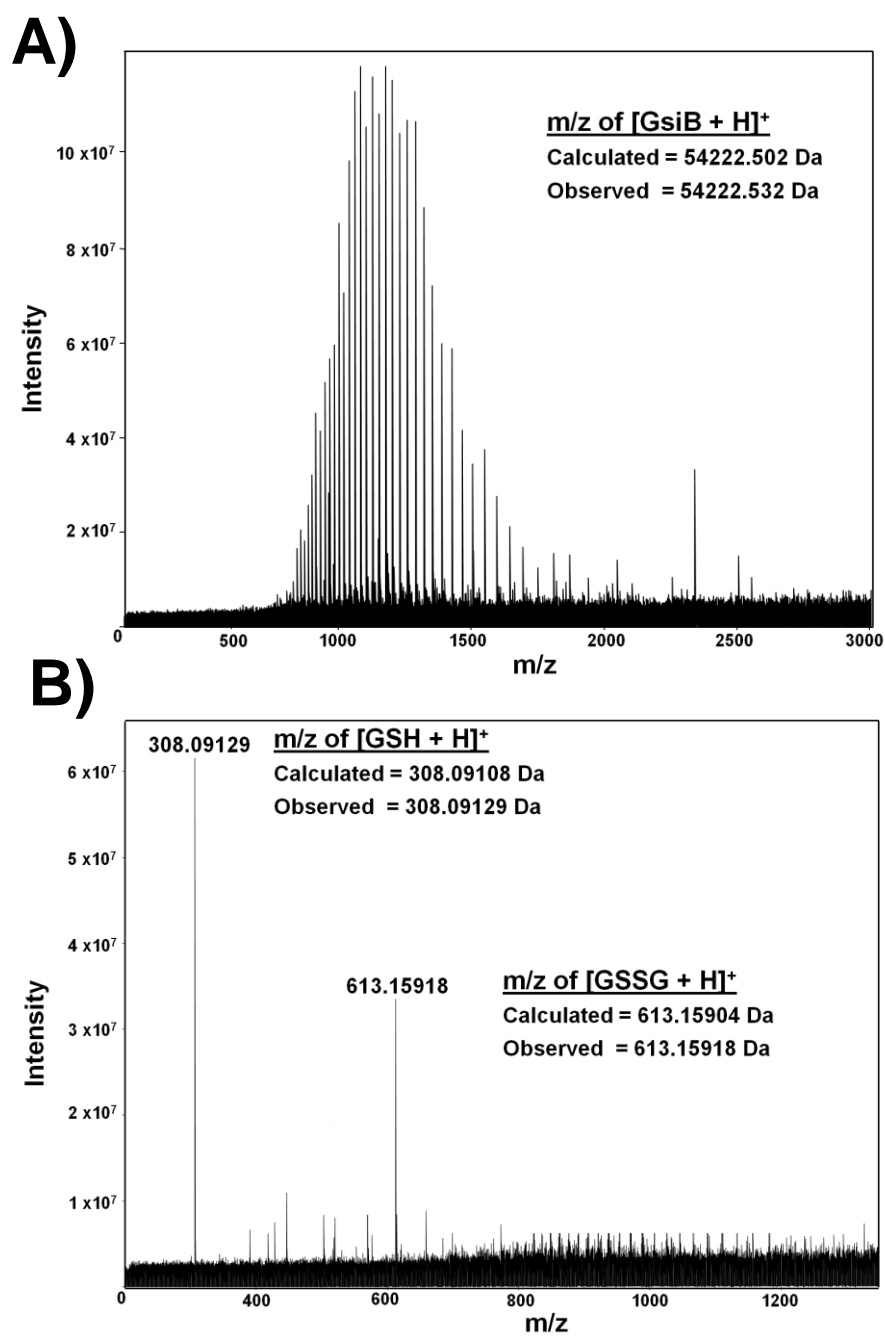 A)
m/z of [GsiB + H]⁺
Calculated = 54222.502 Da
Observed = 54222.532 Da
10 x10⁷
8 x10⁷
6 x10⁷
4 x10⁷
2 x10⁷
Intensity
0 500 1000 1500 2000 2500 3000
m/z
B)
308.09129
m/z of [GSH + H]⁺
Calculated = 308.09108 Da
Observed = 308.09129 Da
6 x10⁷
5 x10⁷
4 x10⁷
3 x10⁷
2 x10⁷
1 x10⁷
Intensity
613.15918
m/z of [GSSG + H]⁺
Calculated = 613.15904 Da
Observed = 613.15918 Da
0 400 600 800 1000 1200
m/z